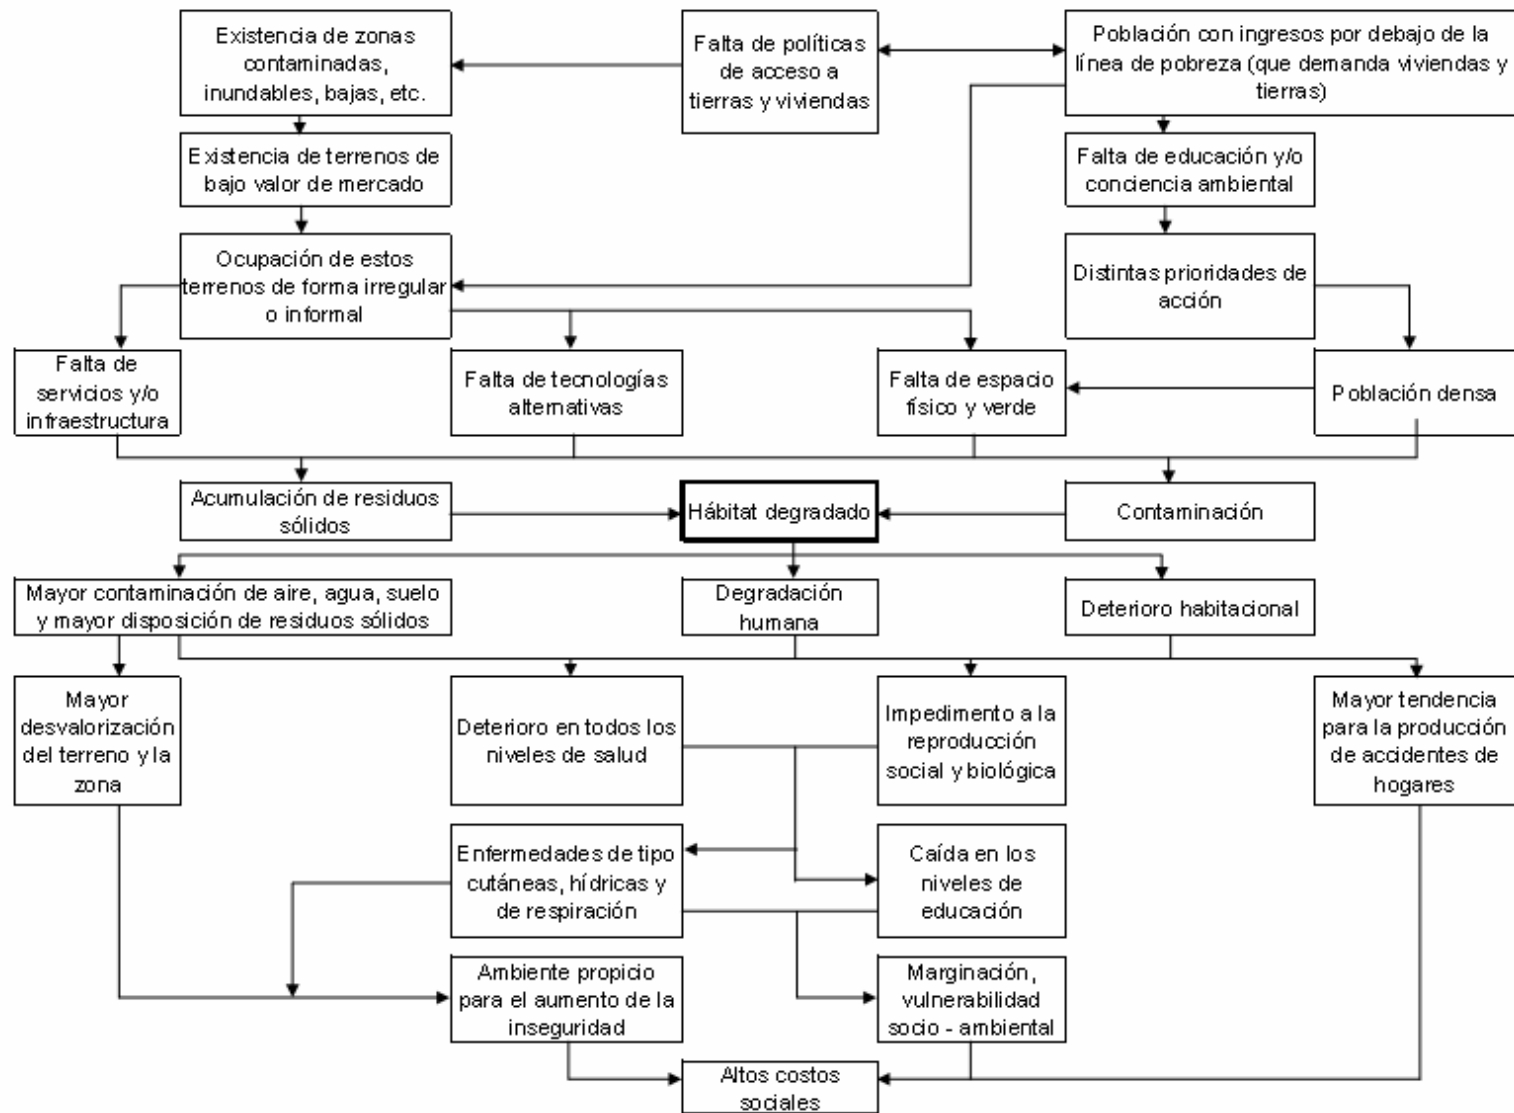 Existencia de zonas
contaminadas,
inundables, bajas, etc.
Falta de políticas
de acceso a
tierras y viviendas
Población con ingresos por debajo de la
línea de pobreza (que demanda viviendas y
tierras)
Existencia de terrenos de
bajo valor de mercado
Falta de educación y/o
conciencia ambiental
Ocupación de estos
terrenos de forma irregular
o informal
Distintas prioridades de
acción
Falta de
servicios y/o
infraestructura
Falta de tecnologías
alternativas
Falta de espacio
físico y verde
Población densa
Acumulación de residuos
sólidos
Hábitat degradado
Contaminación
Mayor contaminación de aire, agua, suelo
y mayor disposición de residuos sólidos
Degradación
humana
Deterioro habitacional
Mayor
desvalorización
del terreno y la
zona
Deterioro en todos los
niveles de salud
Impedimento a la
reproducción
social y biológica
Mayor tendencia
para la producción
de accidentes de
hogares
Enfermedades de tipo
cutáneas, hídricas y
de respiración
Caída en los
niveles de
educación
Ambiente propicio
para el aumento de la
inseguridad
Marginación,
vulnerabilidad
socio - ambiental
Altos costos
sociales